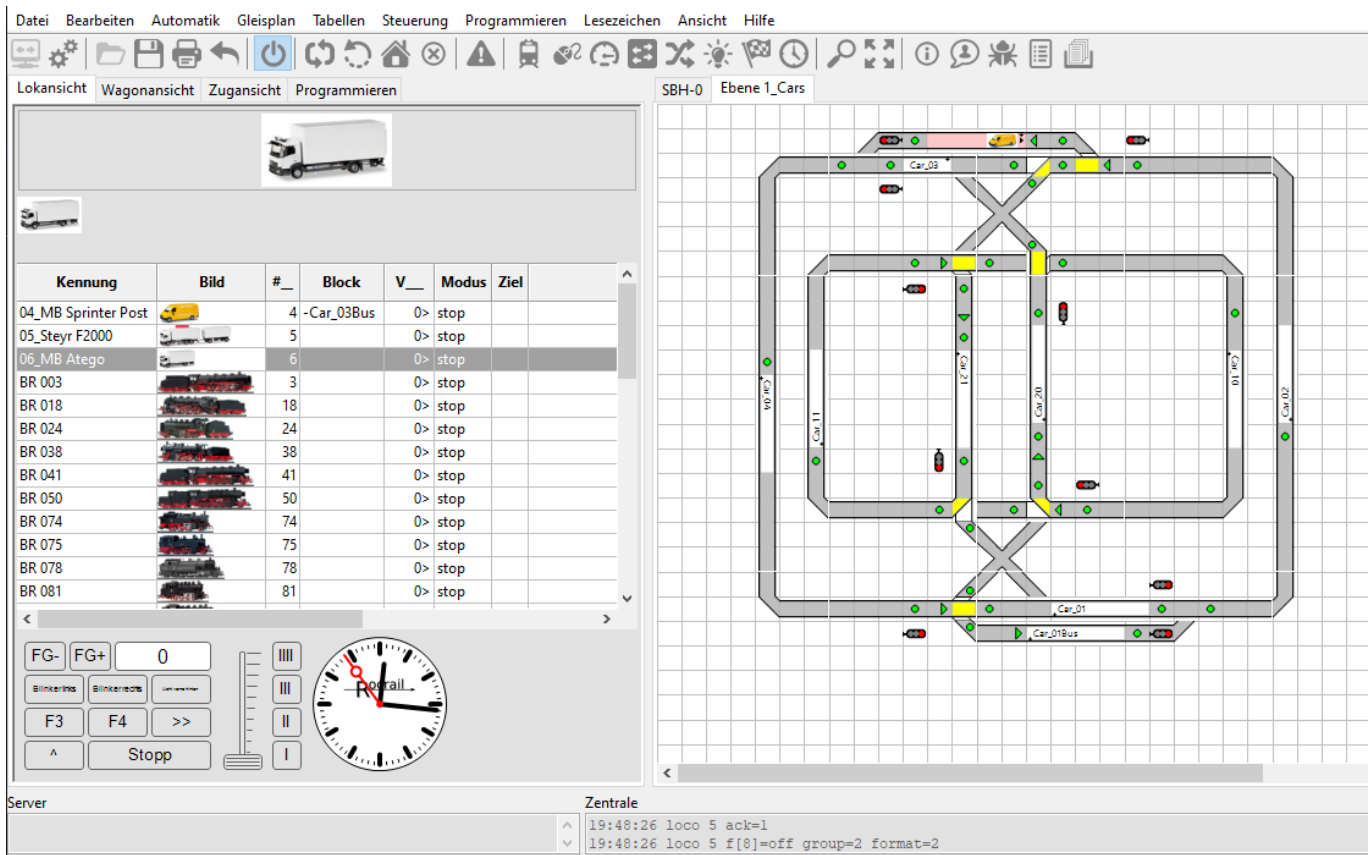 Datei Bearbeiten Automatik Gleisplan Tabellen Steuerung Programmieren Lesezeichen Ansicht Hilfe
Lokansicht Wagonansicht Zugansicht Programmieren
SBH-0 Ebene 1_Cars
Kennung Bild #__ Block V__ Modus Ziel
04_MB Sprinter Post 4 -Car_03Bus 0> stop
05_Steyr F2000 5 0> stop
06_MB Atego 6 0> stop
BR 003 3 0> stop
BR 018 18 0> stop
BR 024 24 0> stop
BR 038 38 0> stop
BR 041 41 0> stop
BR 050 50 0> stop
BR 074 74 0> stop
BR 075 75 0> stop
BR 078 78 0> stop
BR 081 81 0> stop
FG- FG+ 0 IIII
Blinkerlinks Blinkerrechts III
F3 F4 >> II
^ Stopp I
Rocrail
Car_03
Car_04
Car_11
Car_21
Car_20
Car_10
Car_02
Car_01
Car_01Bus
Server
Zentrale
19:48:26 loco 5 ack=1
19:48:26 loco 5 f[8]=off group=2 format=2